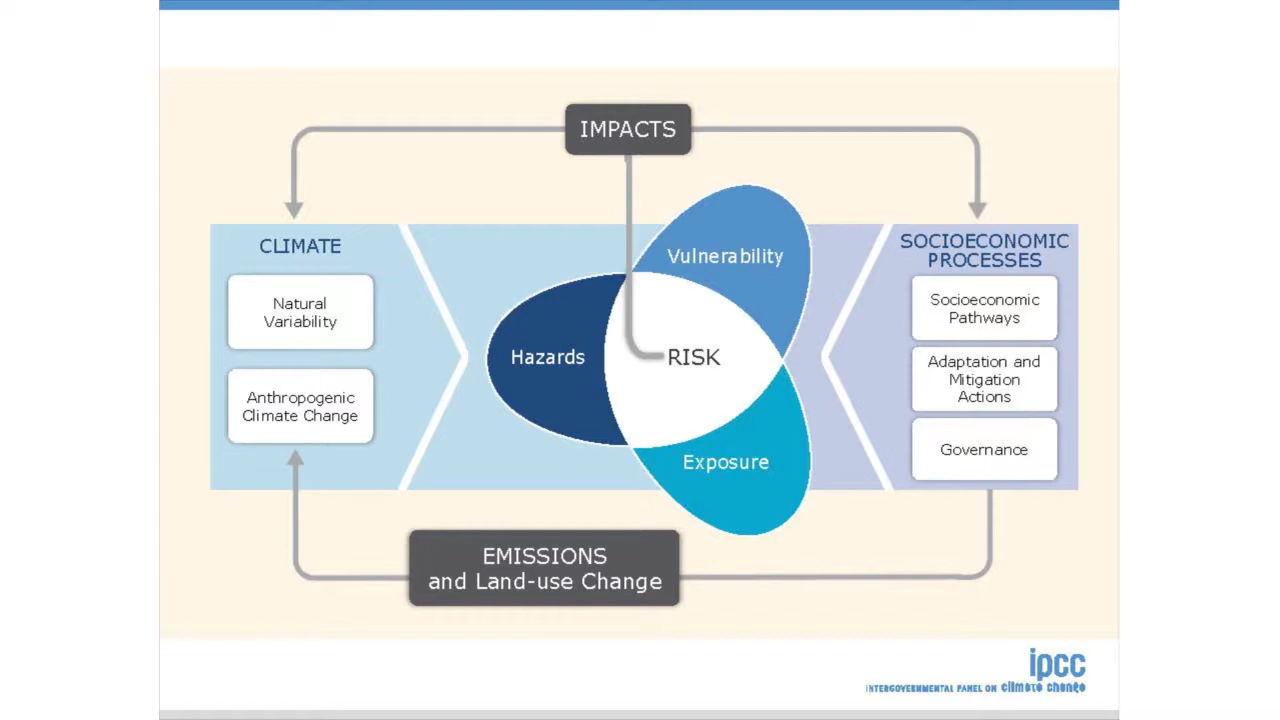 IMPACTS
CLIMATE
Natural
Variability
Anthropogenic
Climate Change
Vulnerability
Hazards
RISK
Exposure
SOCIOECONOMIC
PROCESSES
Socioeconomic
Pathways
Adaptation and
Mitigation
Actions
Governance
EMISSIONS
and Land-use Change
ipcc
INTERGOVERNMENTAL PANEL ON climate change